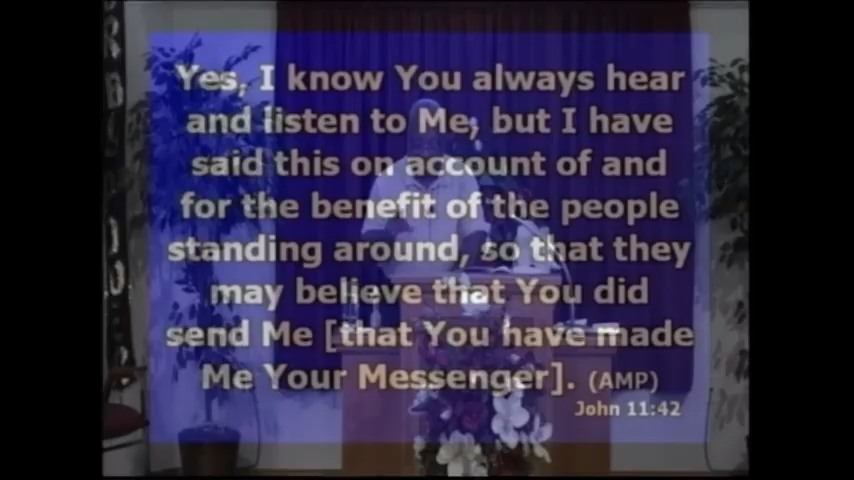 Yes, I know You always hear
and listen to Me, but I have
said this on account of and
for the benefit of the people
standing around, so that they
may believe that You did
send Me [that You have made
Me Your Messenger]. (AMP)
John 11:42